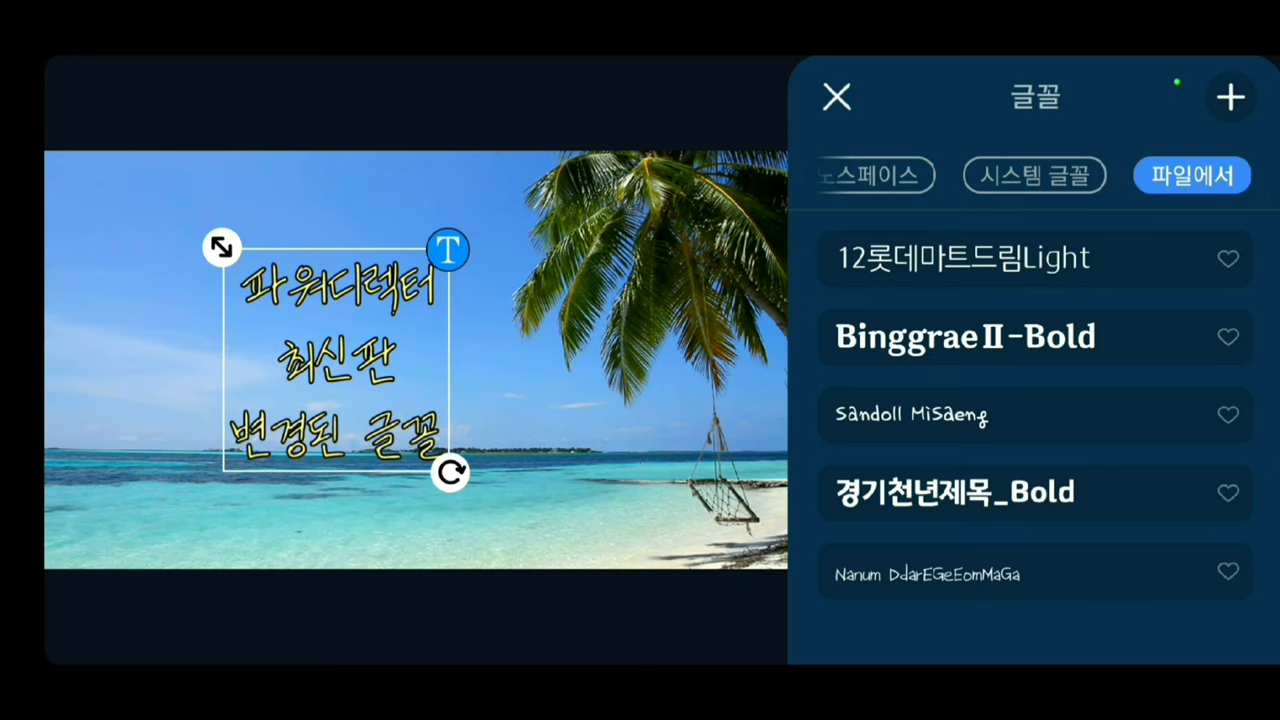 글꼴
노스페이스
시스템 글꼴
파일에서
T
파워디렉터
최신판
변경된 글꼴
12롯데마트드림Light
BinggraeⅡ-Bold
Sandoll MiSaeng
경기천년제목_Bold
Nanum DdarEGeEomMaGa